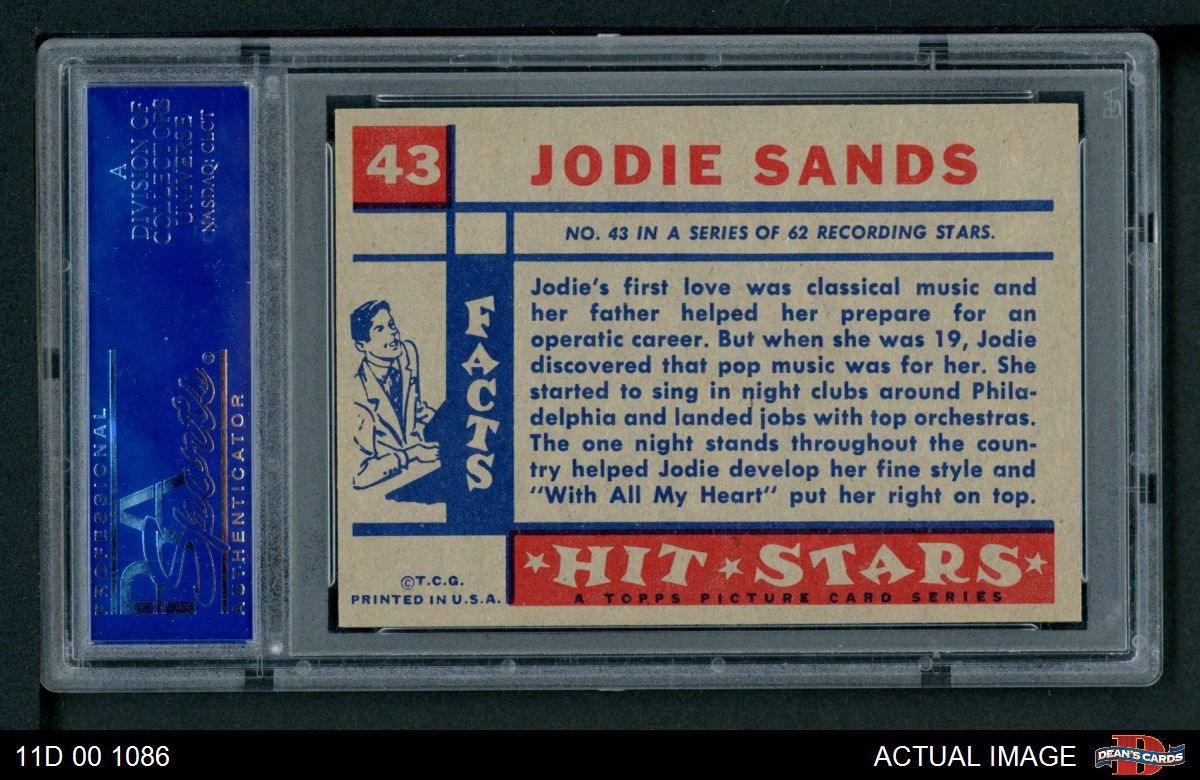 A
DIVISION OF
COLLECTORS
UNIVERSE
NASDAQ: CLCT
PROFESSIONAL
PSA
Sports®
AUTHENTICATOR
PSA
43
JODIE SANDS
NO. 43 IN A SERIES OF 62 RECORDING STARS.
FACTS
Jodie's first love was classical music and
her father helped her prepare for an
operatic career. But when she was 19, Jodie
discovered that pop music was for her. She
started to sing in night clubs around Phila-
delphia and landed jobs with top orchestras.
The one night stands throughout the coun-
try helped Jodie develop her fine style and
"With All My Heart" put her right on top.
©T.C.G.
PRINTED IN U.S.A.
HIT STARS
A TOPPS PICTURE CARD SERIES
11D 00 1086
ACTUAL IMAGE
D
DEAN'S CARDS